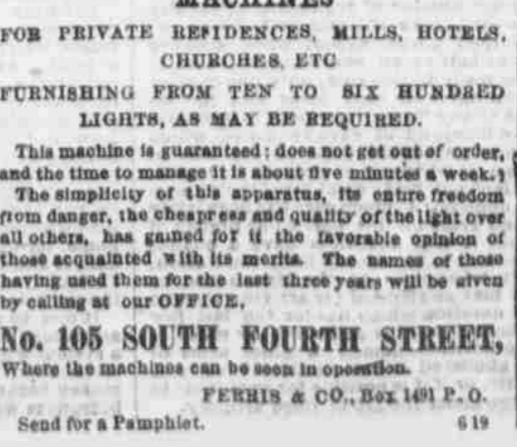 MACHINES
FOR PRIVATE RESIDENCES, MILLS, HOTELS,
CHURCHES, ETC
FURNISHING FROM TEN TO SIX HUNDRED
LIGHTS, AS MAY BE REQUIRED.
This machine is guaranteed; does not get out of order,
and the time to manage it is about five minutes a week.)
The simplicity of this apparatus, its entire freedom
from danger, the cheapress and quality of the light over
all others, has gained for it the favorable opinion of
those acquainted with its merits. The names of those
having used them for the last three years will be given
by calling at our OFFICE,
No. 105 SOUTH FOURTH STREET,
Where the machines can be seen in operation.
FERRIS & CO., Box 1491 P. O.
Send for a Pamphlet. 6 19